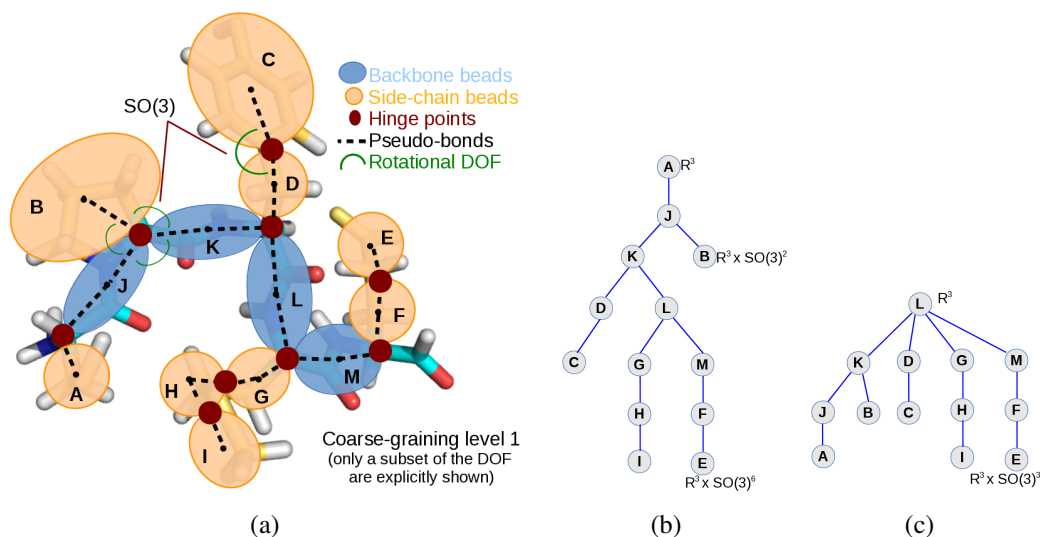 C
Backbone beads
Side-chain beads
SO(3)
Hinge points
Pseudo-bonds
Rotational DOF
D
B
E
K
J
L
F
M
A
H
G
I
Coarse-graining level 1
(only a subset of the DOF
are explicitly shown)
(a)
A R³
J
K
B R³ x SO(3)²
D
L
C
G
M
H
F
I
E
R³ x SO(3)⁶
(b)
L R³
K
D
G
M
J
B
C
H
F
A
I
E
R³ x SO(3)³
(c)